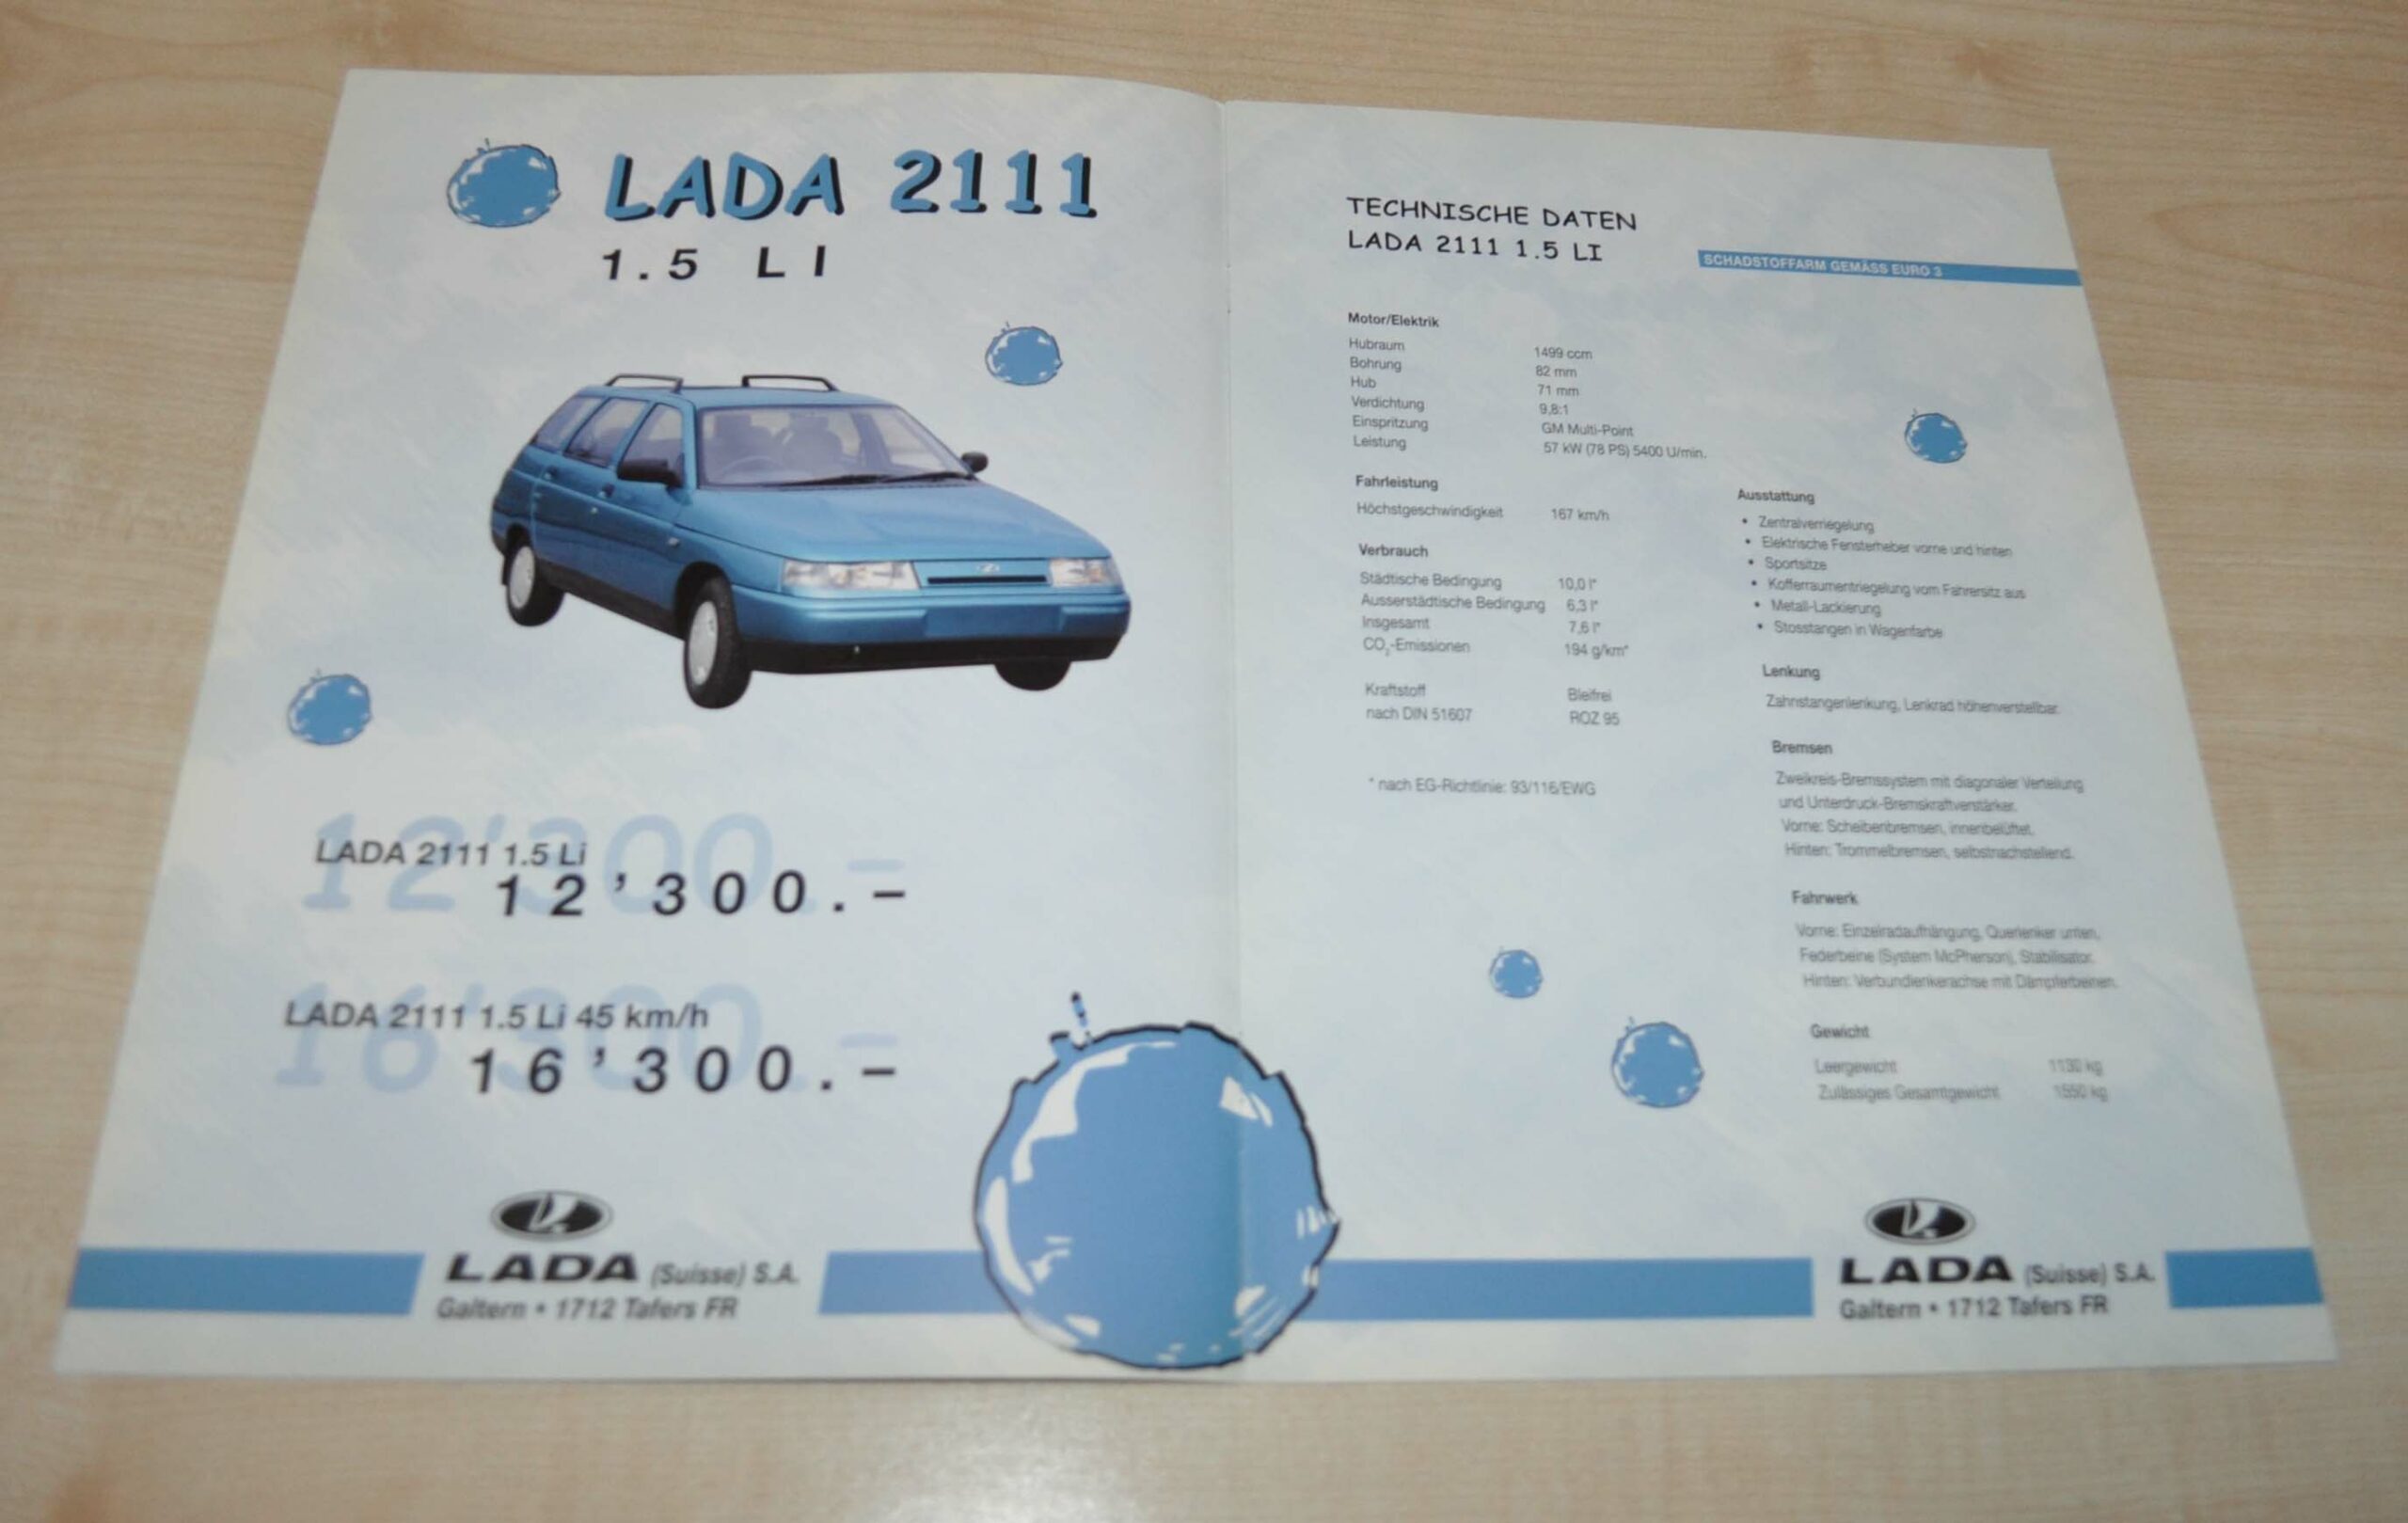 LADA 2111
1.5 LI
12'300.-
LADA 2111 1.5 Li
12'300.-
16'300.-
LADA 2111 1.5 Li 45 km/h
16'300.-
LADA (Suisse) S.A.
Galtern • 1712 Tafers FR
TECHNISCHE DATEN
LADA 2111 1.5 LI
SCHADSTOFFARM GEMÄSS EURO 3
Motor/Elektrik
Hubraum 1499 ccm
Bohrung 82 mm
Hub 71 mm
Verdichtung 9,8:1
Einspritzung GM Multi-Point
Leistung 57 kW (78 PS) 5400 U/min.
Fahrleistung
Höchstgeschwindigkeit 167 km/h
Verbrauch
Städtische Bedingung 10,0 l*
Ausserstädtische Bedingung 6,3 l*
Insgesamt 7,6 l*
CO₂-Emissionen 194 g/km*
Kraftstoff Bleifrei
nach DIN 51607 ROZ 95
* nach EG-Richtlinie: 93/116/EWG
Ausstattung
• Zentralverriegelung
• Elektrische Fensterheber vorne und hinten
• Sportsitze
• Kofferraumentriegelung vom Fahrersitz aus
• Metall-Lackierung
• Stosstangen in Wagenfarbe
Lenkung
Zahnstangenlenkung, Lenkrad höhenverstellbar.
Bremsen
Zweikreis-Bremssystem mit diagonaler Verteilung
und Unterdruck-Bremskraftverstärker.
Vorne: Scheibenbremsen, innenbelüftet.
Hinten: Trommelbremsen, selbstnachstellend.
Fahrwerk
Vorne: Einzelradaufhängung, Querlenker unten,
Federbeine (System McPherson), Stabilisator.
Hinten: Verbundlenkerachse mit Dämpferbeinen.
Gewicht
Leergewicht 1130 kg
Zulässiges Gesamtgewicht 1550 kg
LADA (Suisse) S.A.
Galtern • 1712 Tafers FR